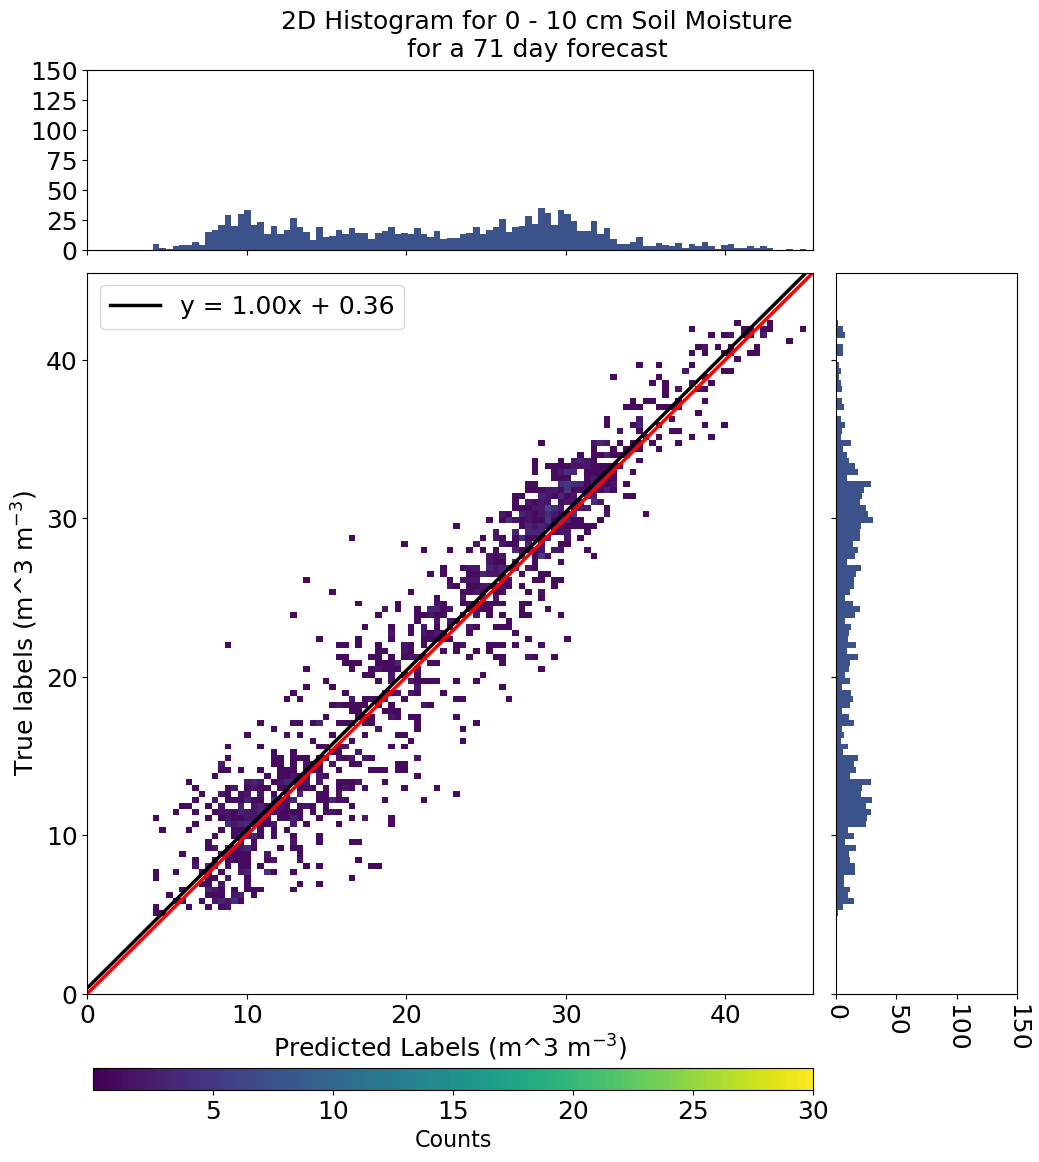 2D Histogram for 0 - 10 cm Soil Moisture
for a 71 day forecast
150
125
100
75
50
25
0
y = 1.00x + 0.36
40
30
20
10
0
True labels (m^3 m⁻³)
0 10 20 30 40
Predicted Labels (m^3 m⁻³)
0 50 100 150
5 10 15 20 25 30
Counts